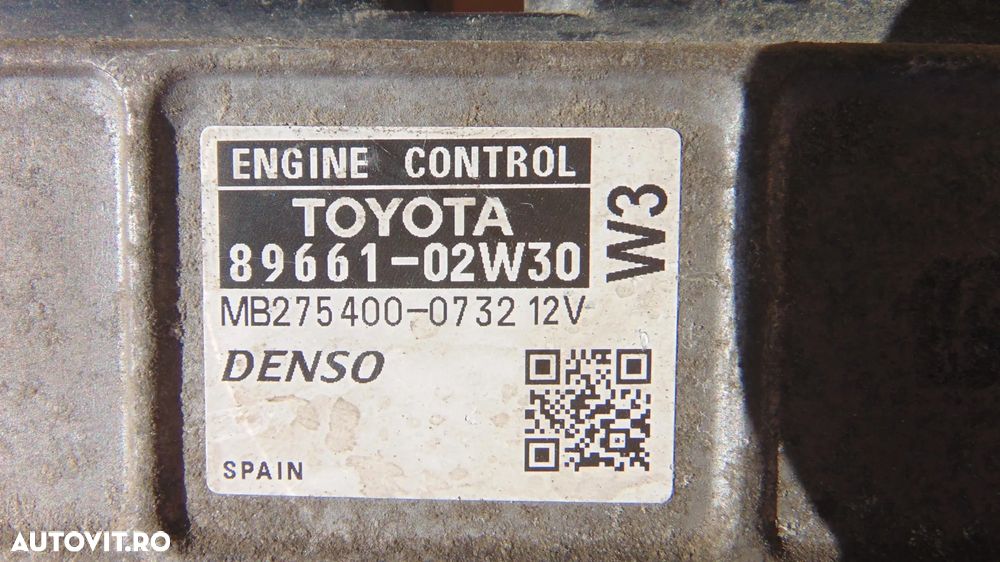 ENGINE CONTROL
TOYOTA
89661-02W30
W3
MB275400-0732 12V
DENSO
SPAIN
AUTOVIT.RO